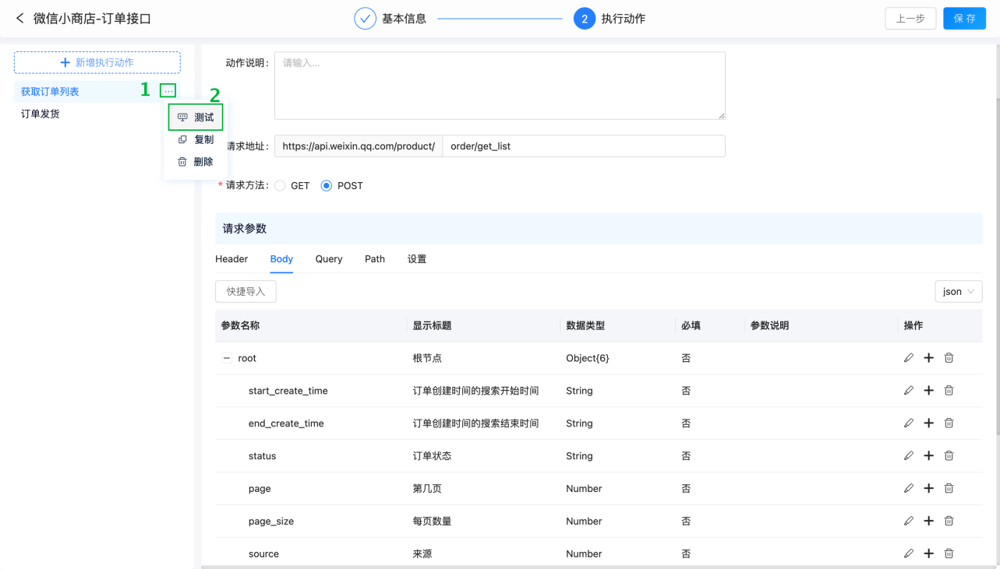 微信小商店-订单接口
基本信息
2 执行动作
上一步
保 存
新增执行动作
获取订单列表 1 ...
2
订单发货
测试
复制
删除
动作说明:
请输入...
请求地址: https://api.weixin.qq.com/product/ order/get_list
* 请求方法: GET POST
请求参数
Header Body Query Path 设置
快捷导入 json
参数名称 显示标题 数据类型 必填 参数说明 操作
root 根节点 Object{6} 否
start_create_time 订单创建时间的搜索开始时间 String 否
end_create_time 订单创建时间的搜索结束时间 String 否
status 订单状态 String 否
page 第几页 Number 否
page_size 每页数量 Number 否
source 来源 Number 否